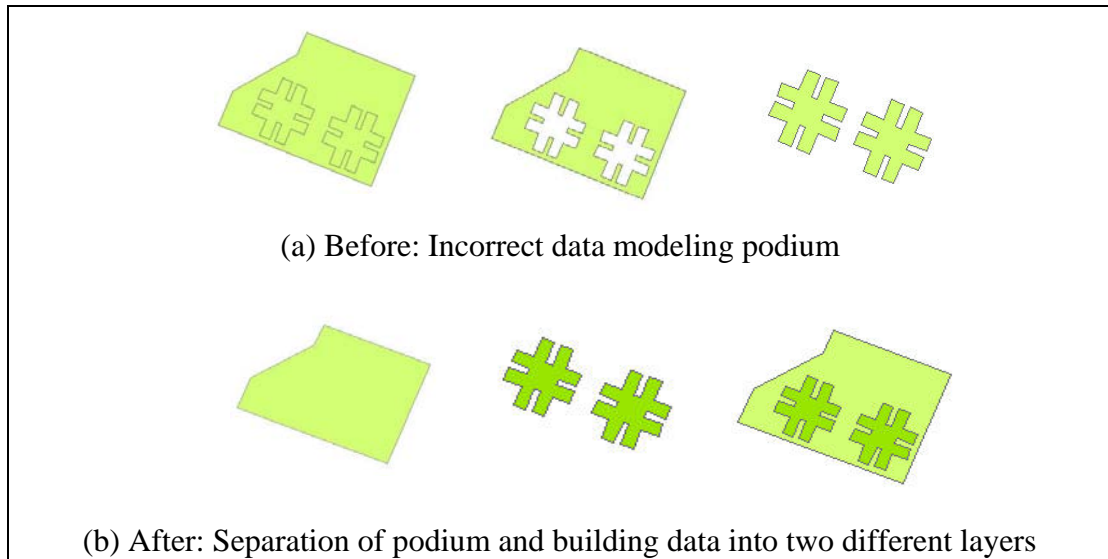 (a) Before: Incorrect data modeling podium
(b) After: Separation of podium and building data into two different layers